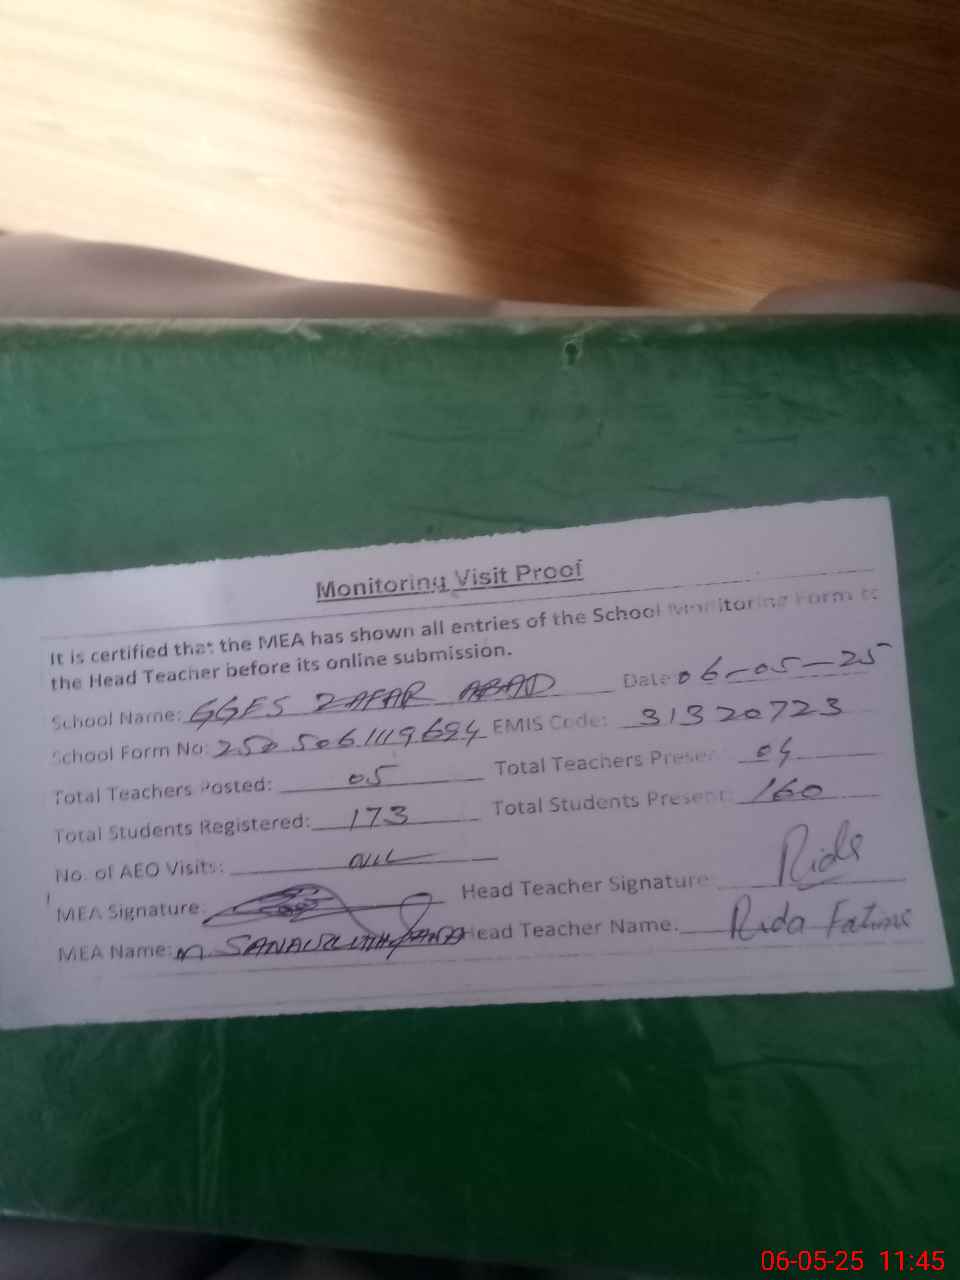 Monitoring Visit Proof
It is certified that the MEA has shown all entries of the School Monitoring Form to
the Head Teacher before its online submission.
School Name: GGES ZAFAR ABAD Date: 06-05-25
School Form No: 2505061119694 EMIS Code: 31320723
Total Teachers Posted: 05 Total Teachers Present: 04
Total Students Registered: 173 Total Students Present: 160
No. of AEO Visits: Nil
MEA Signature: Head Teacher Signature: Rida
MEA Name: M. SANAULLAH Head Teacher Name: Rida Fatima
06-05-25 11:45